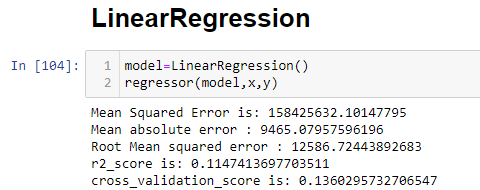 LinearRegression
In [104]:
1 model=LinearRegression()
2 regressor(model,x,y)
Mean Squared Error is: 158425632.10147795
Mean absolute error : 9465.07957596196
Root Mean squared error : 12586.72443892683
r2_score is: 0.1147413697703511
cross_validation_score is: 0.1360295732706547